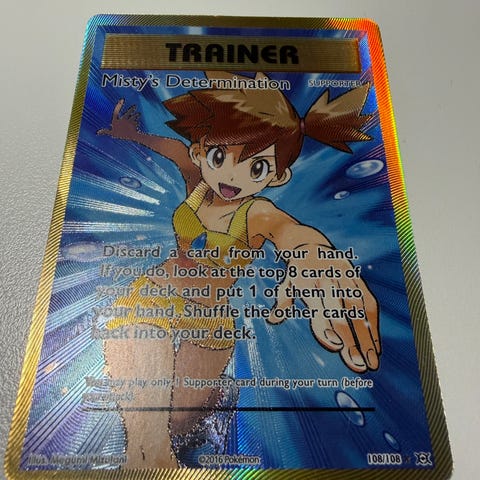 TRAINER
Misty's Determination SUPPORTER
Discard a card from your hand.
If you do, look at the top 8 cards of
your deck and put 1 of them into
your hand. Shuffle the other cards
back into your deck.
You may play only 1 Supporter card during your turn (before
your attack).
Illus. Megumi Mizutani ©2016 Pokémon 108/108